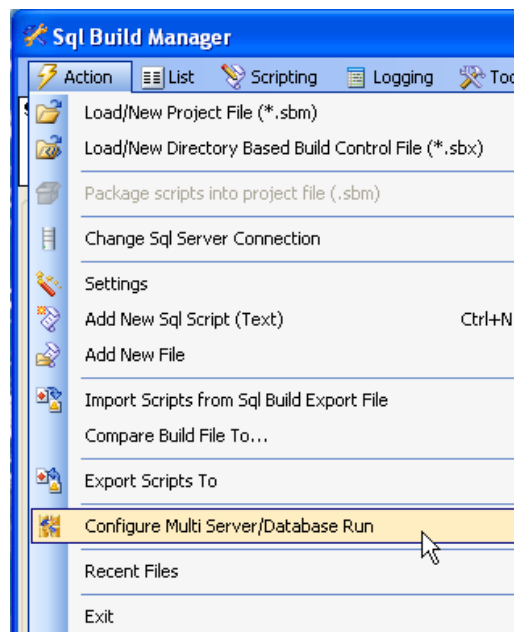 Sql Build Manager
Action List Scripting Logging
Load/New Project File (*.sbm)
Load/New Directory Based Build Control File (*.sbx)
Package scripts into project file (.sbm)
Change Sql Server Connection
Settings
Add New Sql Script (Text) Ctrl+N
Add New File
Import Scripts from Sql Build Export File
Compare Build File To...
Export Scripts To
Configure Multi Server/Database Run
Recent Files
Exit